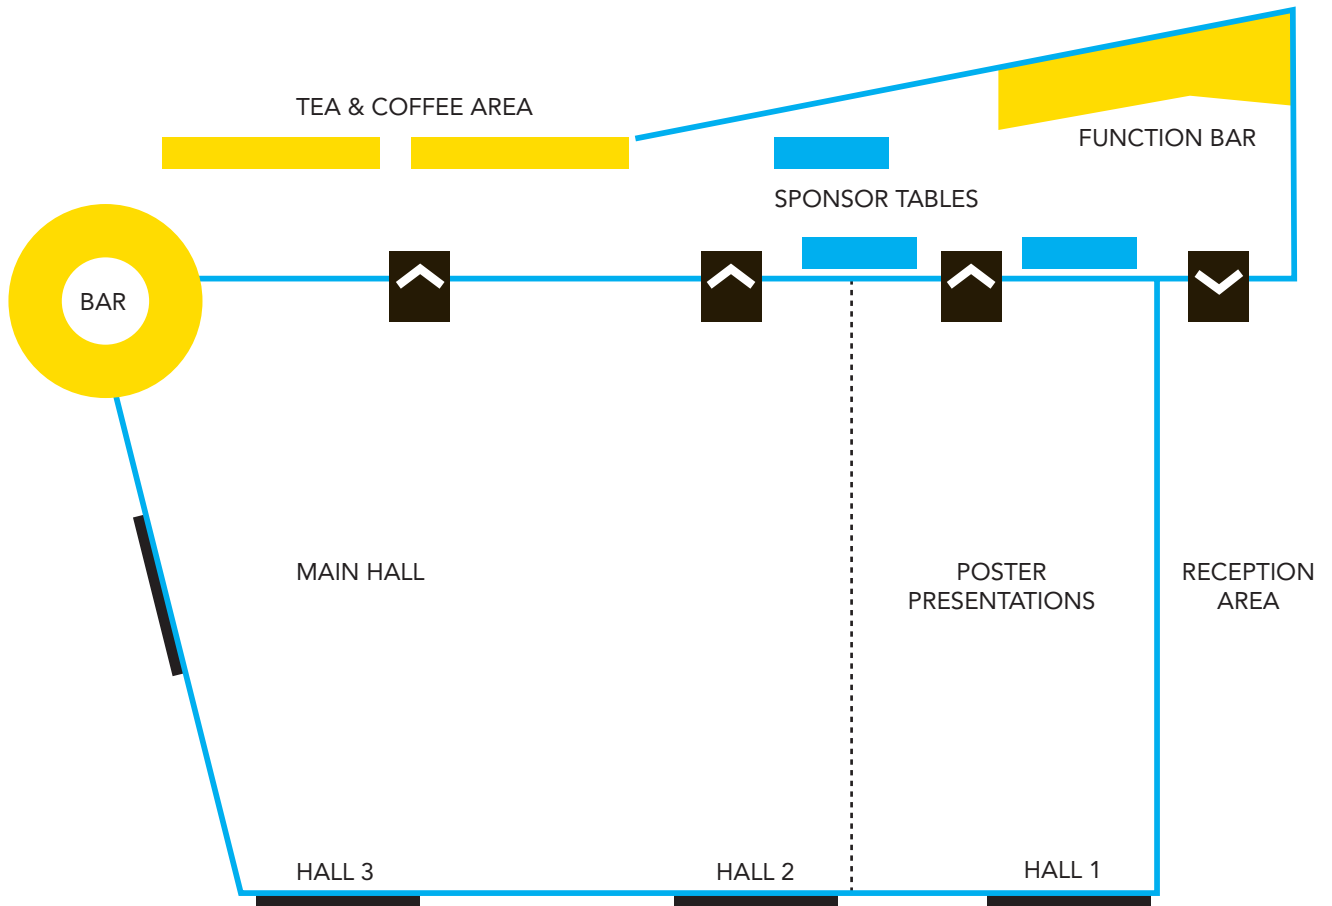 TEA & COFFEE AREA
FUNCTION BAR
SPONSOR TABLES
BAR
MAIN HALL
POSTER
PRESENTATIONS
RECEPTION
AREA
HALL 3
HALL 2
HALL 1